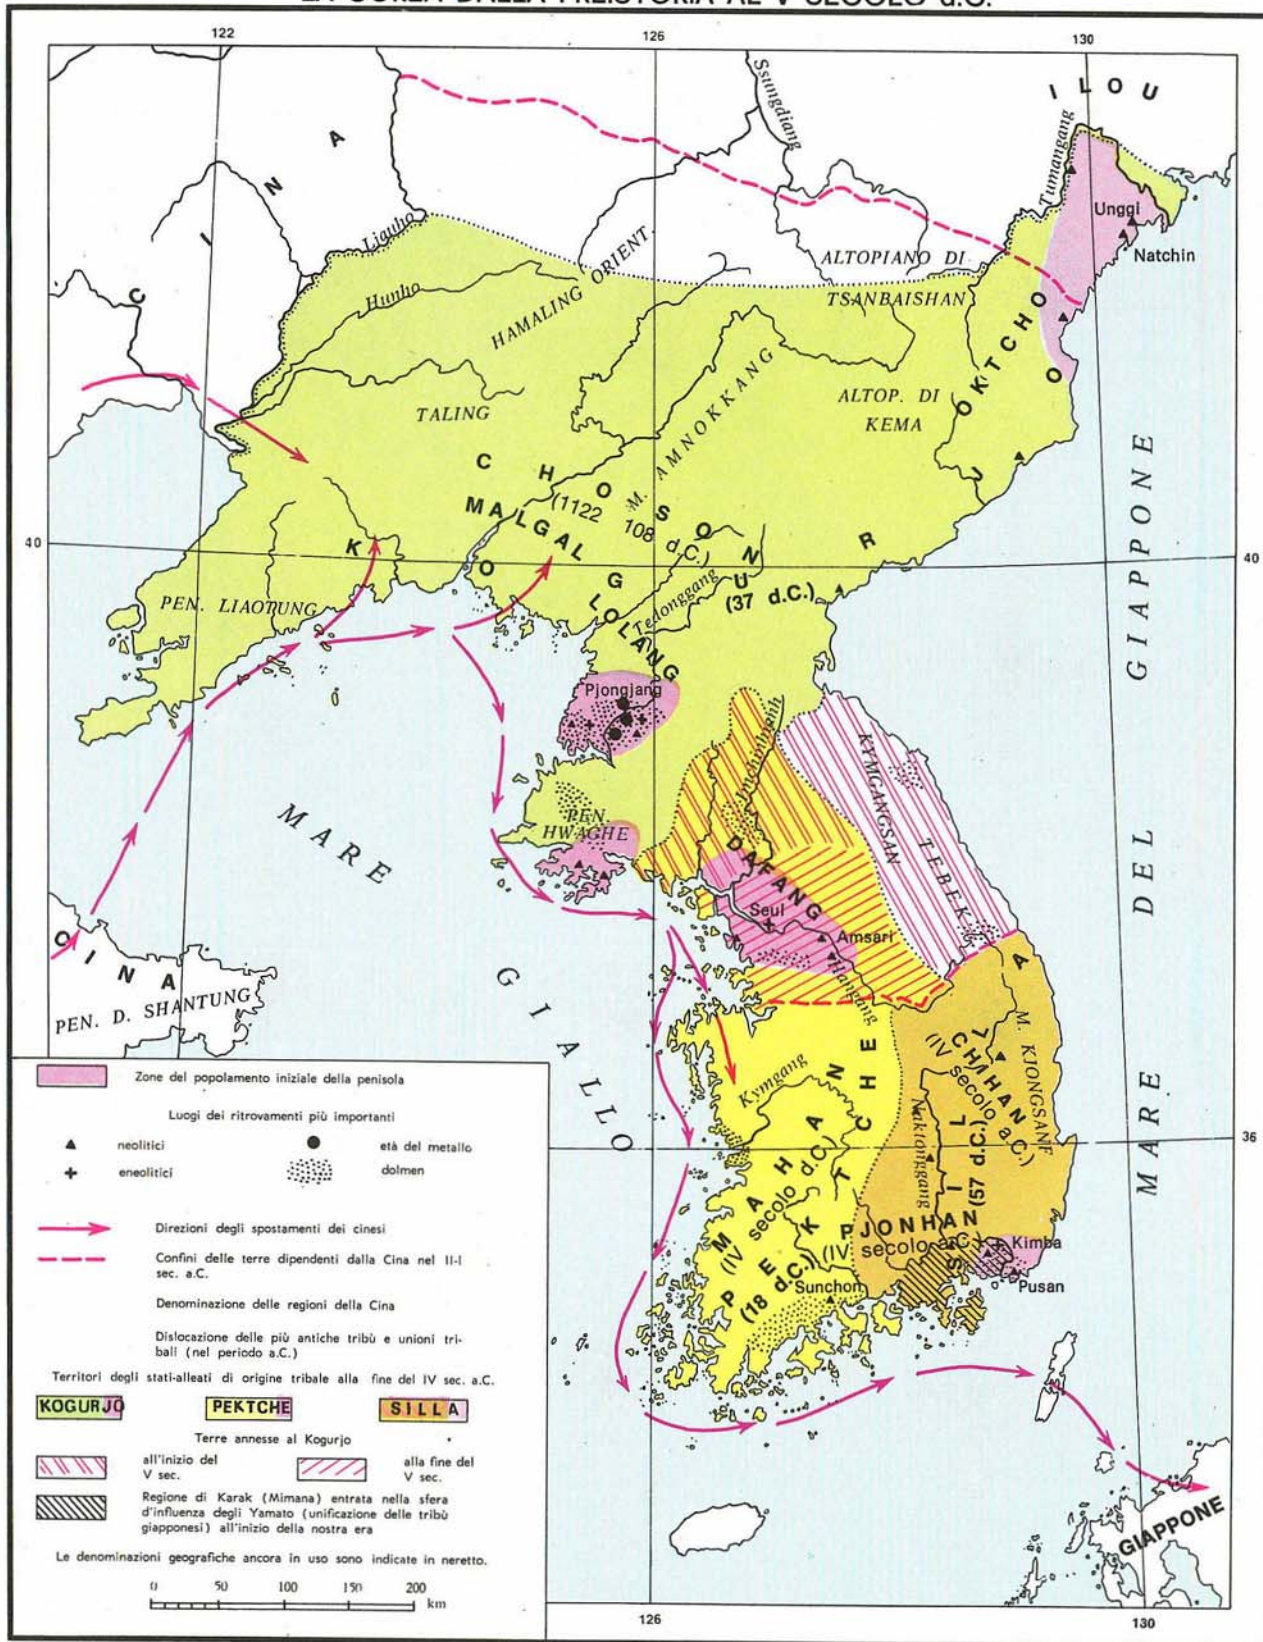 LA COREA DALLA PREISTORIA AL V SECOLO d.C.
122
126
130
ILOU
CINA
Ssungdiang
Tumangang
Unggi
Natchin
Liauho
Hunho
HAMALING ORIENT.
ALTOPIANO DI
TSANBAISHAN
OKTCHO
TALING
M. AMNOKKANG
ALTOP. DI
KEMA
CHOSON
(1122 108 d.C.)
MALGAL
KOGURJO
(37 d.C.)
40
40
PEN. LIAOTUNG
LOLANG
Tedonggang
Pjongjang
PEN.
HWAGHE
KYMGANGSAN
TEBEK
DAFANG
Seul
Amsari
Hangang
MARE
GIALLO
MARE DEL GIAPPONE
CINA
PEN. D. SHANTUNG
Kymgang
MAHAN
(IV secolo d.C.)
PEKTCHE
(18 d.C.)
Naktonggang
SILLA
(57 d.C.)
CHIHAN
(IV secolo a.C.)
M. KJONGSANF
36
PJONHAN
(IV secolo a.C.)
Kimba
Pusan
Sunchon
GIAPPONE
126
130
Zone del popolamento iniziale della penisola
Luogi dei ritrovamenti più importanti
neolitici
età del metallo
eneolitici
dolmen
Direzioni degli spostamenti dei cinesi
Confini delle terre dipendenti dalla Cina nel II-I
sec. a.C.
Denominazione delle regioni della Cina
Dislocazione delle più antiche tribù e unioni tri-
bali (nel periodo a.C.)
Territori degli stati-alleati di origine tribale alla fine del IV sec. a.C.
KOGURJO
PEKTCHE
SILLA
Terre annesse al Kogurjo
all'inizio del
V sec.
alla fine del
V sec.
Regione di Karak (Mimana) entrata nella sfera
d'influenza degli Yamato (unificazione delle tribù
giapponesi) all'inizio della nostra era
Le denominazioni geografiche ancora in uso sono indicate in neretto.
0 50 100 150 200
km